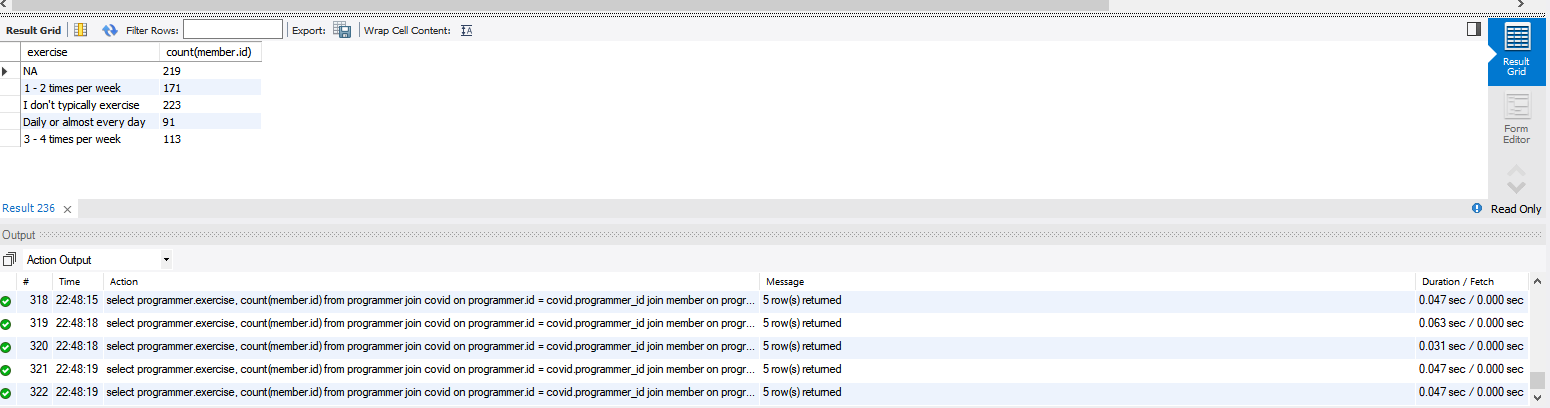 Result Grid Filter Rows: Export: Wrap Cell Content:
exercise count(member.id)
NA 219
1 - 2 times per week 171
I don't typically exercise 223
Daily or almost every day 91
3 - 4 times per week 113
Result Grid
Form Editor
Result 236
Read Only
Output
Action Output
# Time Action Message Duration / Fetch
318 22:48:15 select programmer.exercise, count(member.id) from programmer join covid on programmer.id = covid.programmer_id join member on progr... 5 row(s) returned 0.047 sec / 0.000 sec
319 22:48:18 select programmer.exercise, count(member.id) from programmer join covid on programmer.id = covid.programmer_id join member on progr... 5 row(s) returned 0.063 sec / 0.000 sec
320 22:48:18 select programmer.exercise, count(member.id) from programmer join covid on programmer.id = covid.programmer_id join member on progr... 5 row(s) returned 0.031 sec / 0.000 sec
321 22:48:19 select programmer.exercise, count(member.id) from programmer join covid on programmer.id = covid.programmer_id join member on progr... 5 row(s) returned 0.047 sec / 0.000 sec
322 22:48:19 select programmer.exercise, count(member.id) from programmer join covid on programmer.id = covid.programmer_id join member on progr... 5 row(s) returned 0.047 sec / 0.000 sec